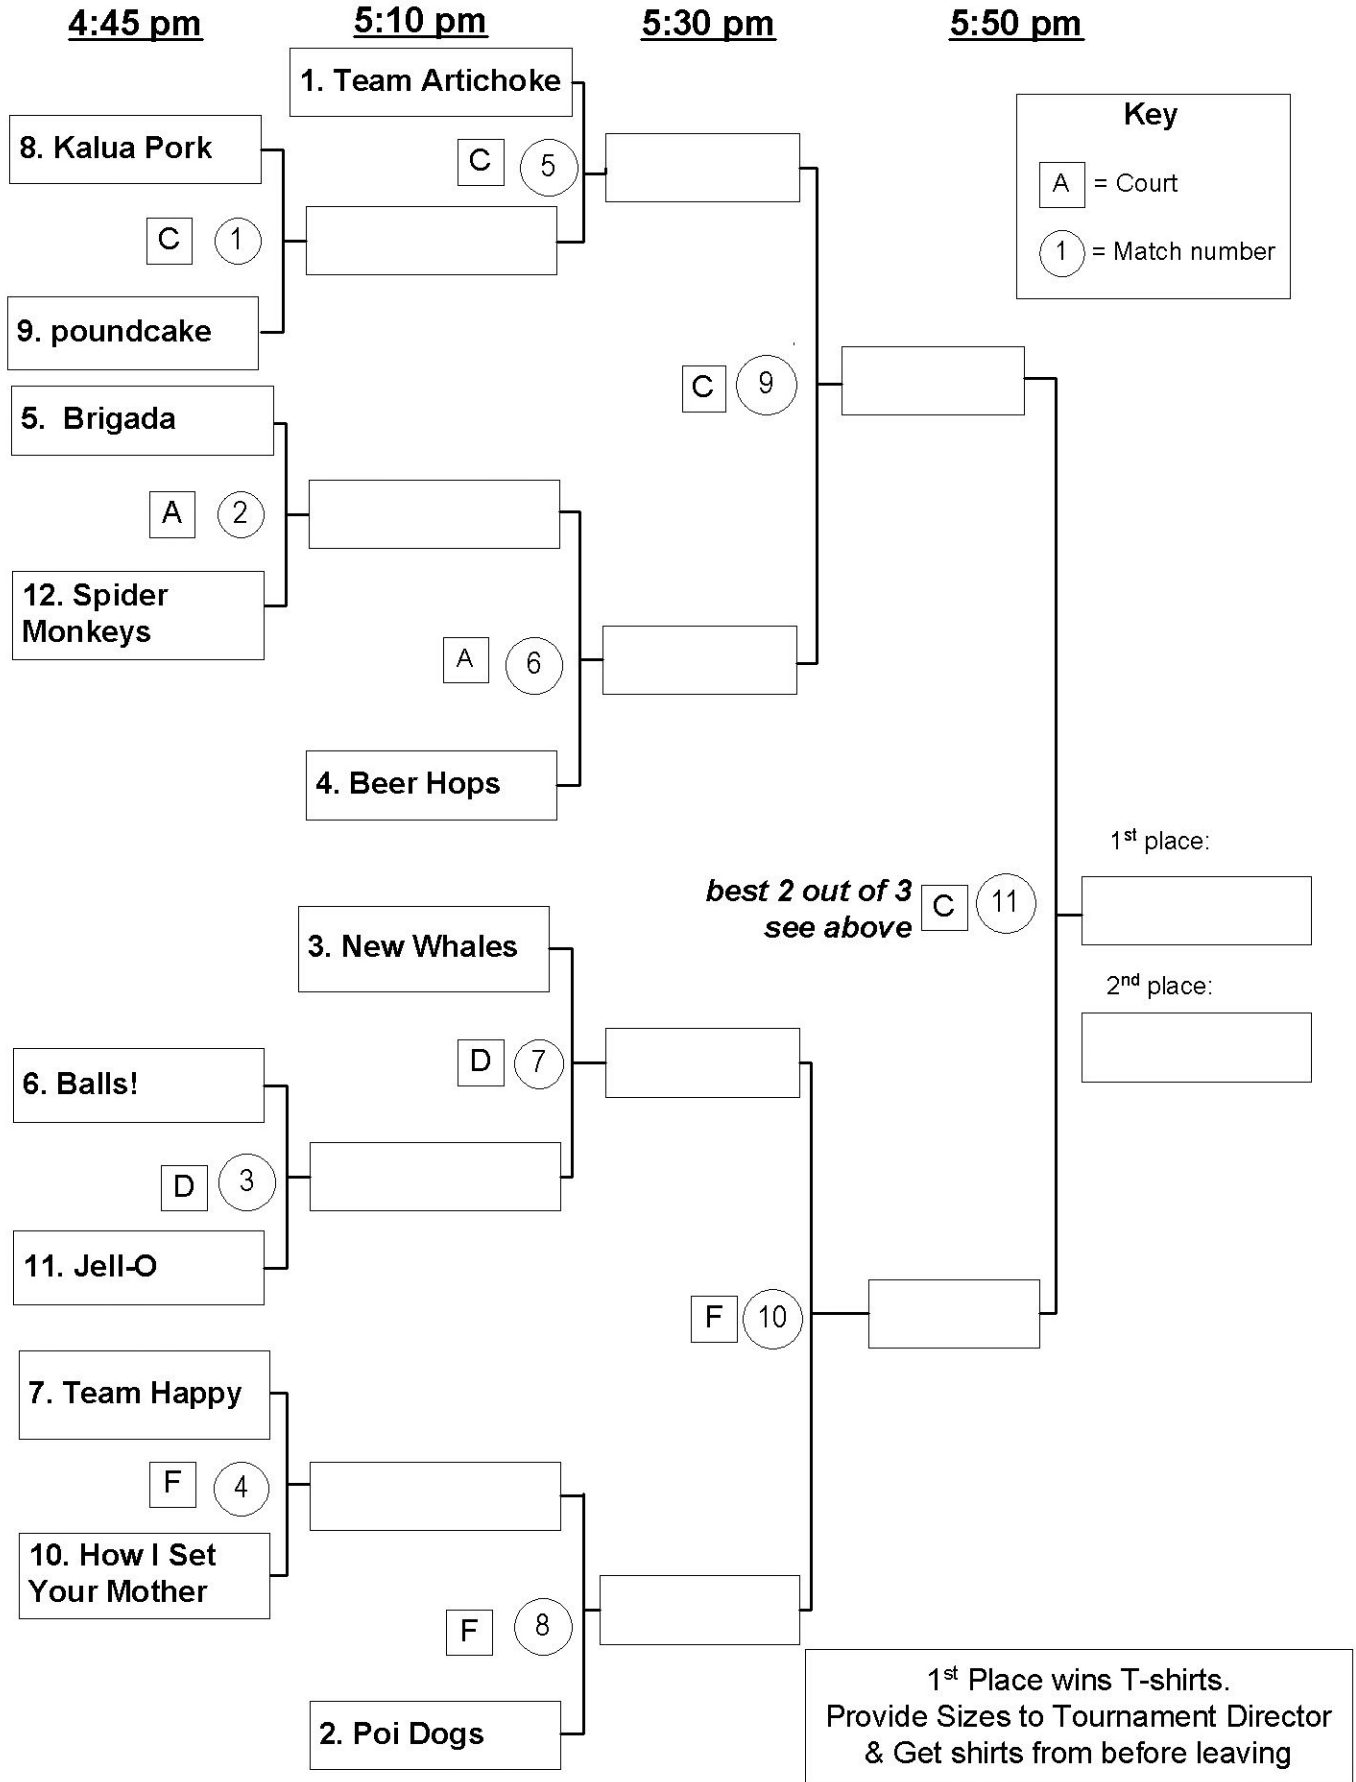 4:45 pm 5:10 pm 5:30 pm 5:50 pm
1. Team Artichoke
8. Kalua Pork
C 5
C 1
9. poundcake
Key
A = Court
1 = Match number
5. Brigada
A 2
12. Spider
Monkeys
C 9
A 6
4. Beer Hops
best 2 out of 3
see above
C 11
1st place:
2nd place:
3. New Whales
D 7
6. Balls!
D 3
11. Jell-O
F 10
7. Team Happy
F 4
10. How I Set
Your Mother
F 8
2. Poi Dogs
1st Place wins T-shirts.
Provide Sizes to Tournament Director
& Get shirts from before leaving